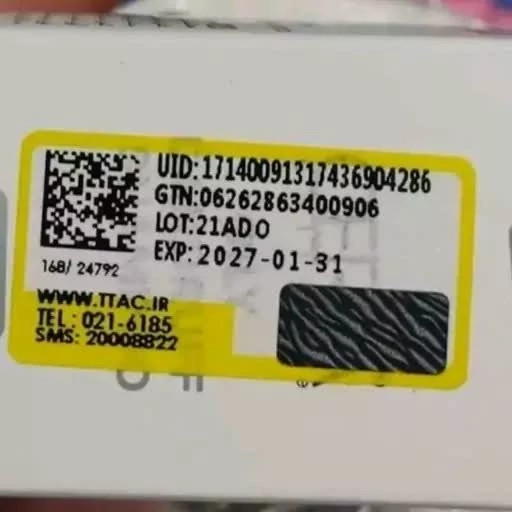 UID:17140091317436904286
GTN:06262863400906
LOT:21ADO
EXP: 2027-01-31
168/ 24792
WWW.TTAC.IR
TEL: 021-6185
SMS: 20008822